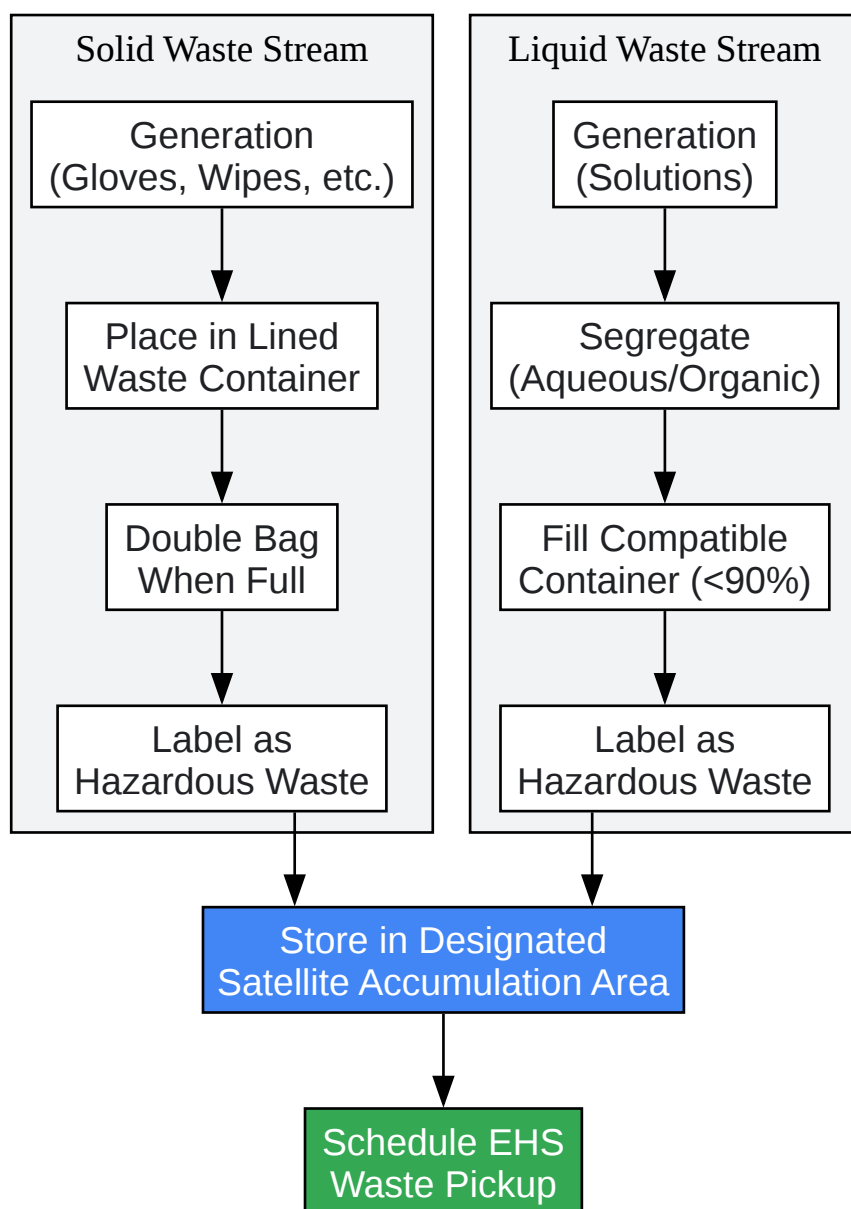 Solid Waste Stream
Generation
(Gloves, Wipes, etc.)
Place in Lined
Waste Container
Double Bag
When Full
Label as
Hazardous Waste
Liquid Waste Stream
Generation
(Solutions)
Segregate
(Aqueous/Organic)
Fill Compatible
Container (<90%)
Label as
Hazardous Waste
Store in Designated
Satellite Accumulation Area
Schedule EHS
Waste Pickup